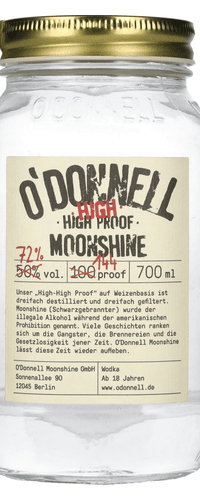 O'DONNELL
O'DONNELL
HIGH
· HIGH PROOF ·
MOONSHINE
72% 144
50% vol. 100 proof 700 ml
Unser „High-High Proof" auf Weizenbasis ist
dreifach destilliert und dreifach gefiltert.
Moonshine (Schwarzgebrannter) wurde der
illegale Alkohol während der amerikanischen
Prohibition genannt. Viele Geschichten ranken
sich um die Gangster, die Brennereien und die
Gesetzlosigkeit jener Zeit. O'Donnell Moonshine
lässt diese Zeit wieder aufleben.
O'Donnell Moonshine GmbH
Sonnenallee 90
12045 Berlin
Wodka
Ab 18 Jahren
www.odonnell.de